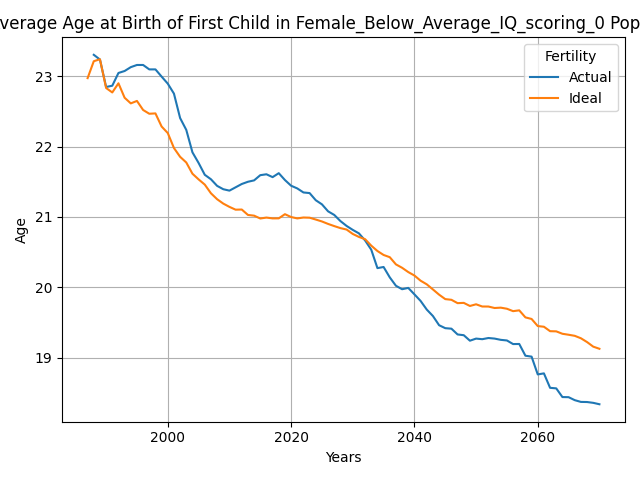 verage Age at Birth of First Child in Female_Below_Average_IQ_scoring_0 Pop
Fertility
Actual
Ideal
23
22
21
20
19
Age
2000 2020 2040 2060
Years